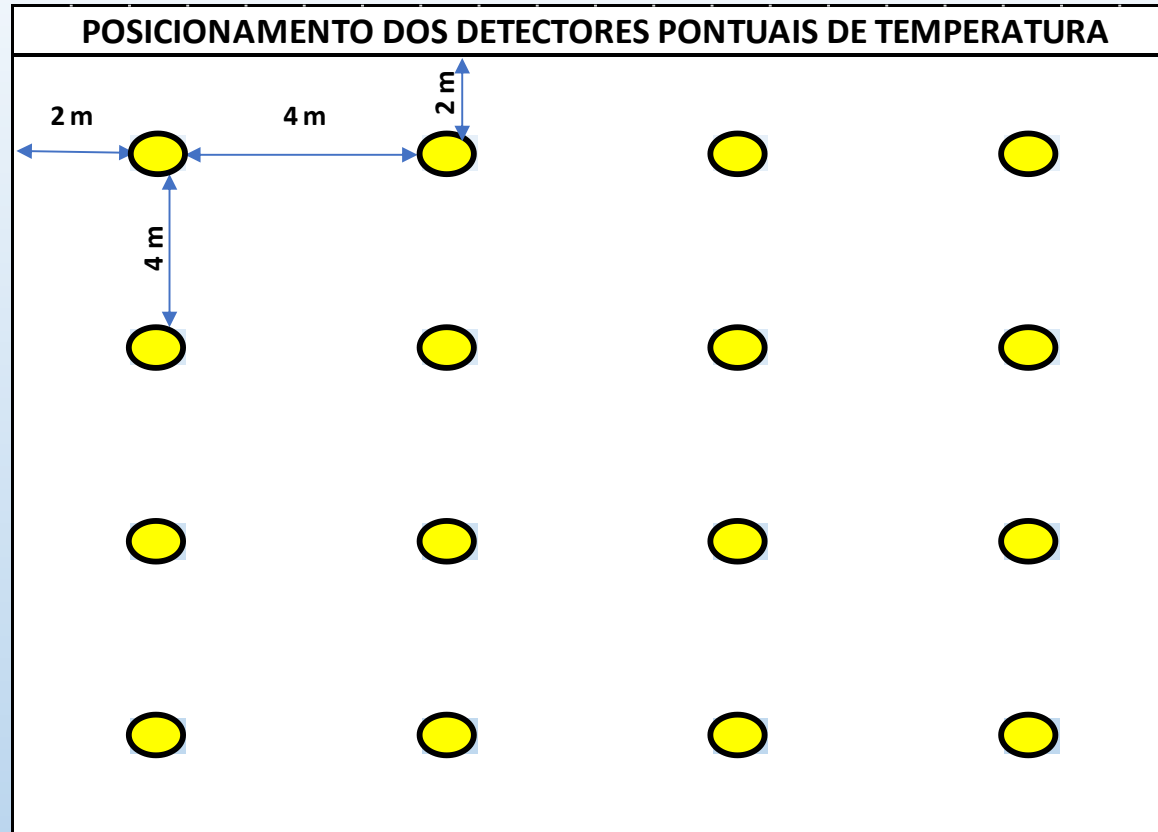 POSICIONAMENTO DOS DETECTORES PONTUAIS DE TEMPERATURA
2 m
4 m
2 m
4 m